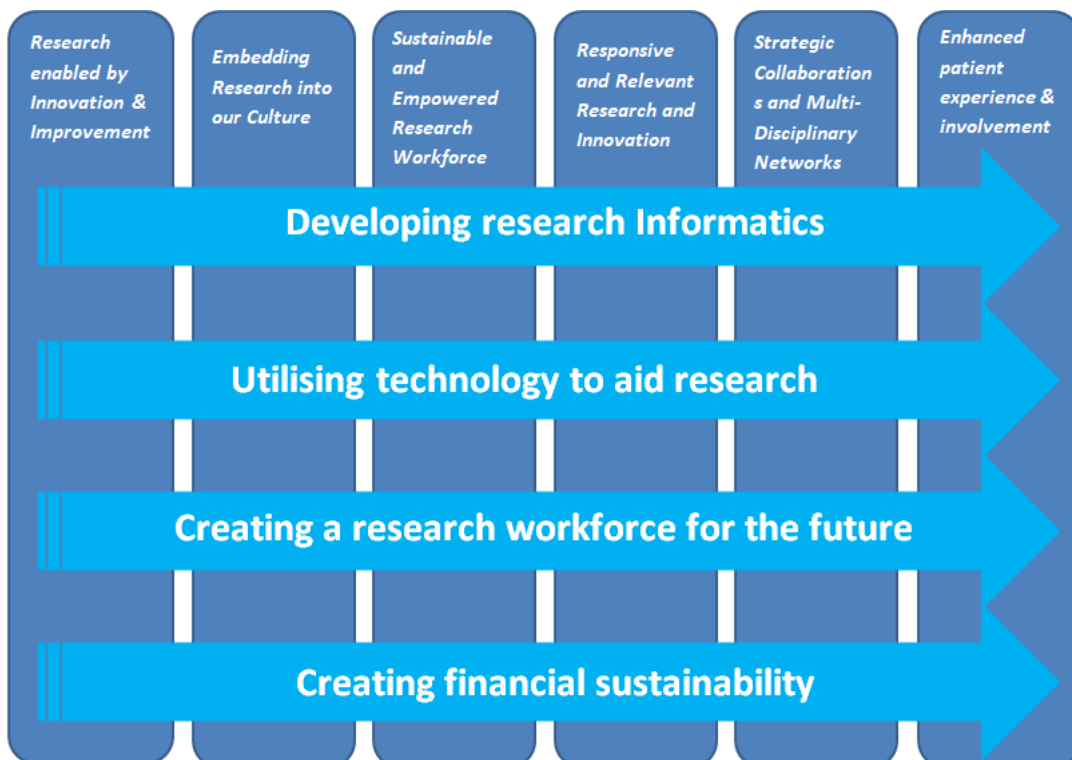 Research
enabled by
Innovation &
Improvement
Embedding
Research into
our Culture
Sustainable
and
Empowered
Research
Workforce
Responsive
and Relevant
Research and
Innovation
Strategic
Collaboration
s and Multi-
Disciplinary
Networks
Enhanced
patient
experience &
involvement
Developing research Informatics
Utilising technology to aid research
Creating a research workforce for the future
Creating financial sustainability